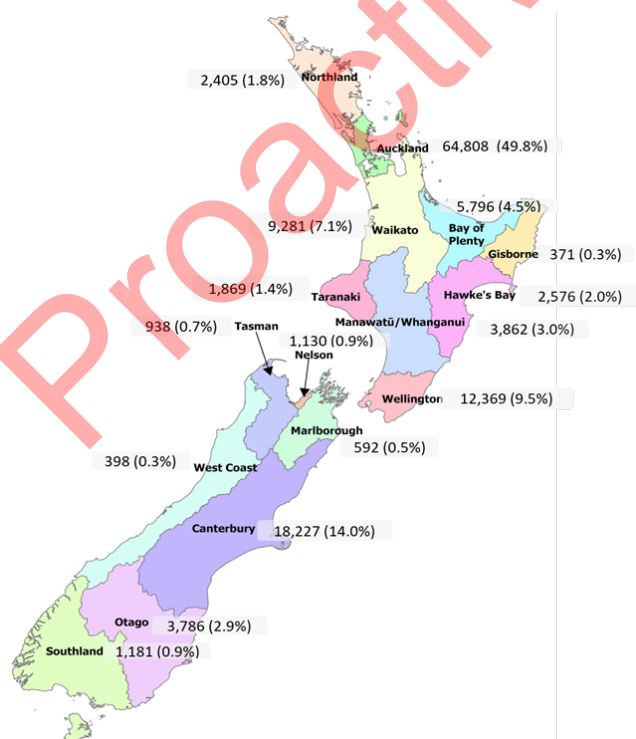 Northland
2,405 (1.8%)
Auckland 64,808 (49.8%)
5,796 (4.5%)
9,281 (7.1%)
Waikato
Bay of
Plenty
Gisborne 371 (0.3%)
1,869 (1.4%)
Taranaki
Hawke's Bay 2,576 (2.0%)
938 (0.7%)
Tasman
Manawatū/Whanganui 3,862 (3.0%)
1,130 (0.9%)
Nelson
Wellington 12,369 (9.5%)
Marlborough
592 (0.5%)
398 (0.3%)
West Coast
Canterbury 18,227 (14.0%)
Otago 3,786 (2.9%)
Southland 1,181 (0.9%)
Proactiv